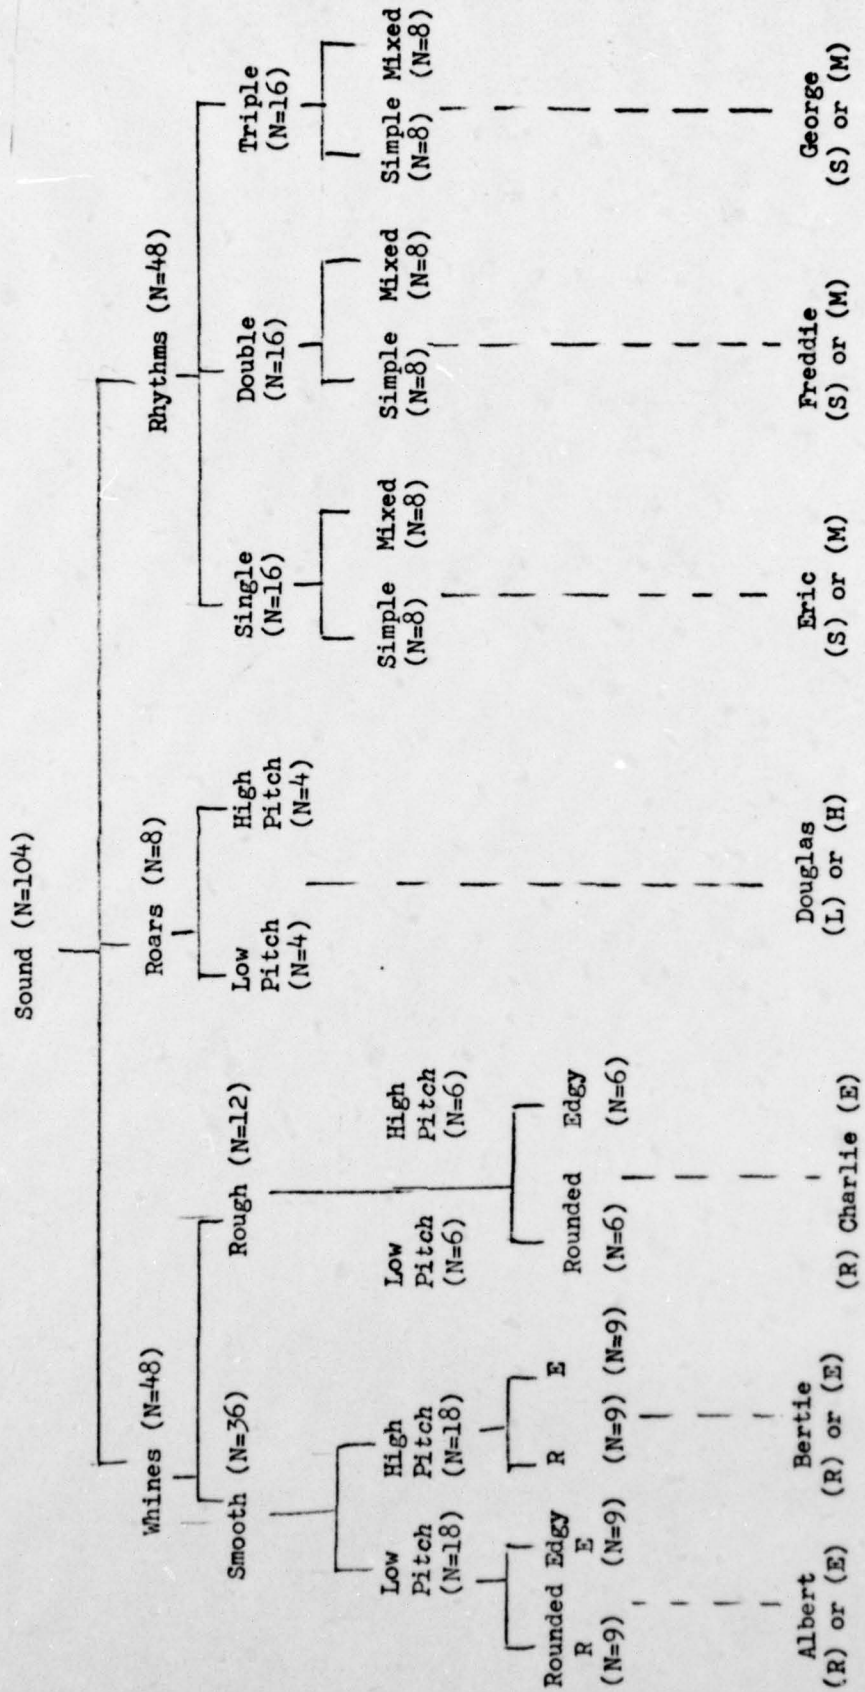 Sound (N=104)
Whines (N=48)
Roars (N=8)
Rhythms (N=48)
Smooth (N=36)
Rough (N=12)
Low
Pitch
(N=4)
High
Pitch
(N=4)
Single
(N=16)
Double
(N=16)
Triple
(N=16)
Low
Pitch
(N=18)
High
Pitch
(N=18)
Low
Pitch
(N=6)
High
Pitch
(N=6)
Simple Mixed
(N=8) (N=8)
Simple Mixed
(N=8) (N=8)
Simple Mixed
(N=8) (N=8)
Rounded Edgy
R E
(N=9) (N=9)
R E
(N=9) (N=9)
Rounded Edgy
(N=6) (N=6)
Albert
(R) or (E)
Bertie
(R) or (E)
(R) Charlie (E)
Douglas
(L) or (H)
Eric
(S) or (M)
Freddie
(S) or (M)
George
(S) or (M)